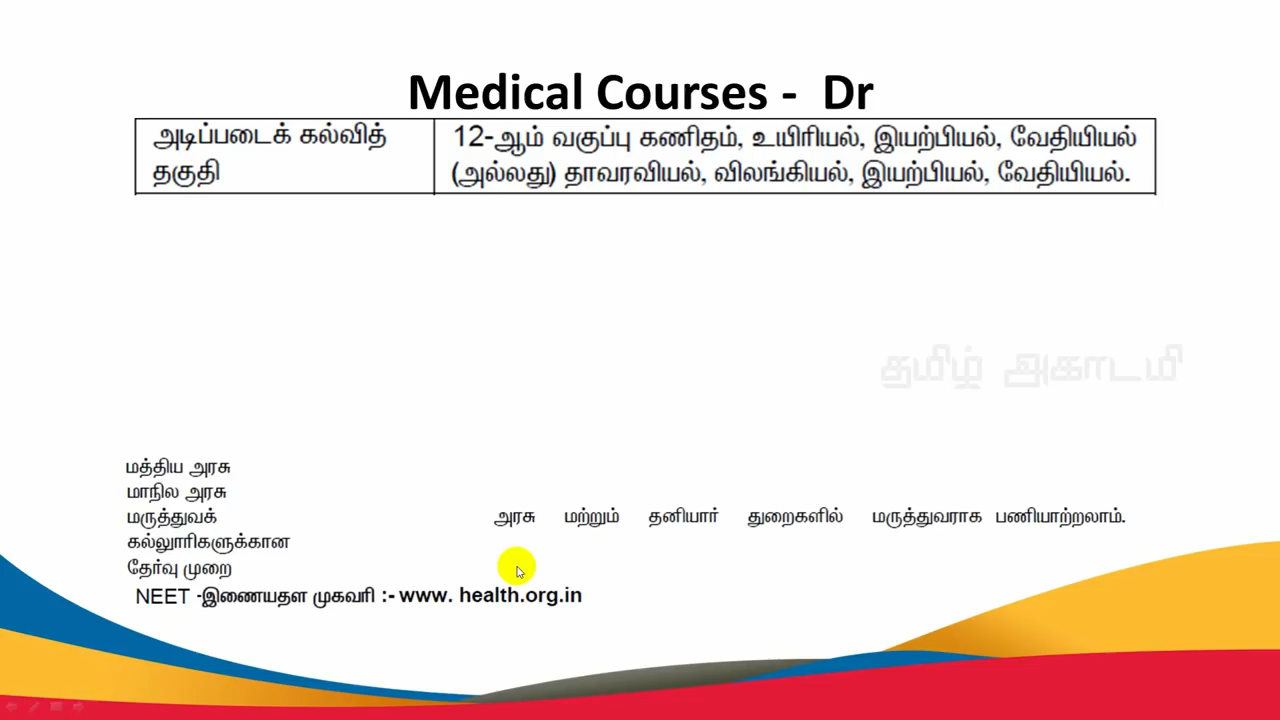 Medical Courses -  Dr
அடிப்படைக் கல்வித்
தகுதி
12-ஆம் வகுப்பு கணிதம், உயிரியல், இயற்பியல், வேதியியல்
(அல்லது) தாவரவியல், விலங்கியல், இயற்பியல், வேதியியல்.
தமிழ் அகாடமி
மத்திய அரசு
மாநில அரசு
மருத்துவக்
கல்லூரிகளுக்கான
தேர்வு முறை
அரசு மற்றும் தனியார் துறைகளில் மருத்துவராக பணியாற்றலாம்.
NEET -இணையதள முகவரி :- www. health.org.in